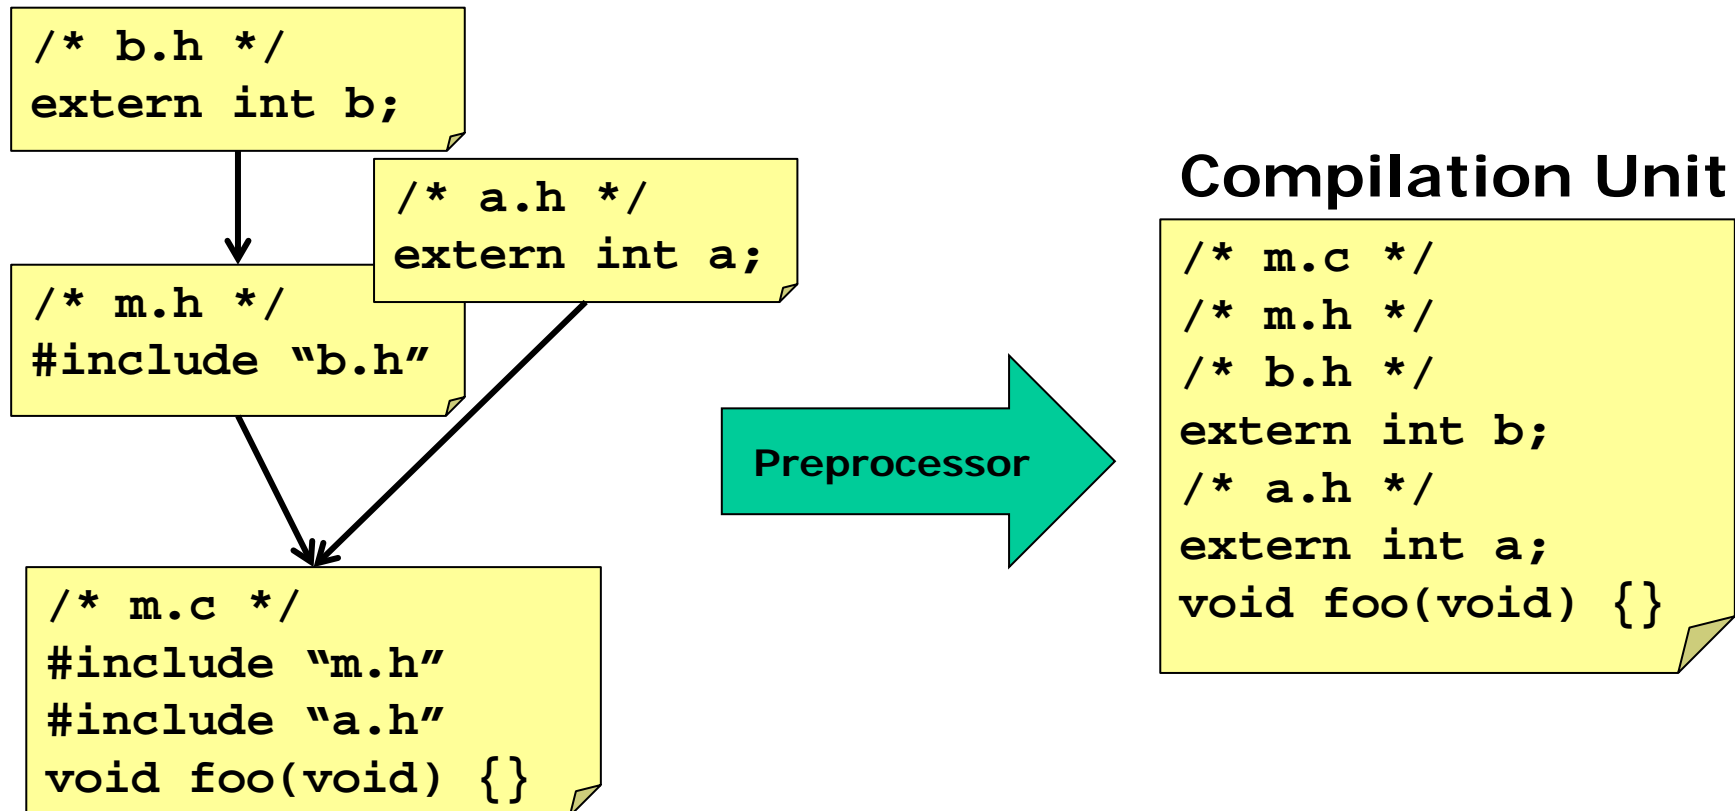 /* b.h */
extern int b;
/* a.h */
extern int a;
/* m.h */
#include “b.h”
/* m.c */
#include “m.h”
#include “a.h”
void foo(void) {}
Preprocessor
Compilation Unit
/* m.c */
/* m.h */
/* b.h */
extern int b;
/* a.h */
extern int a;
void foo(void) {}